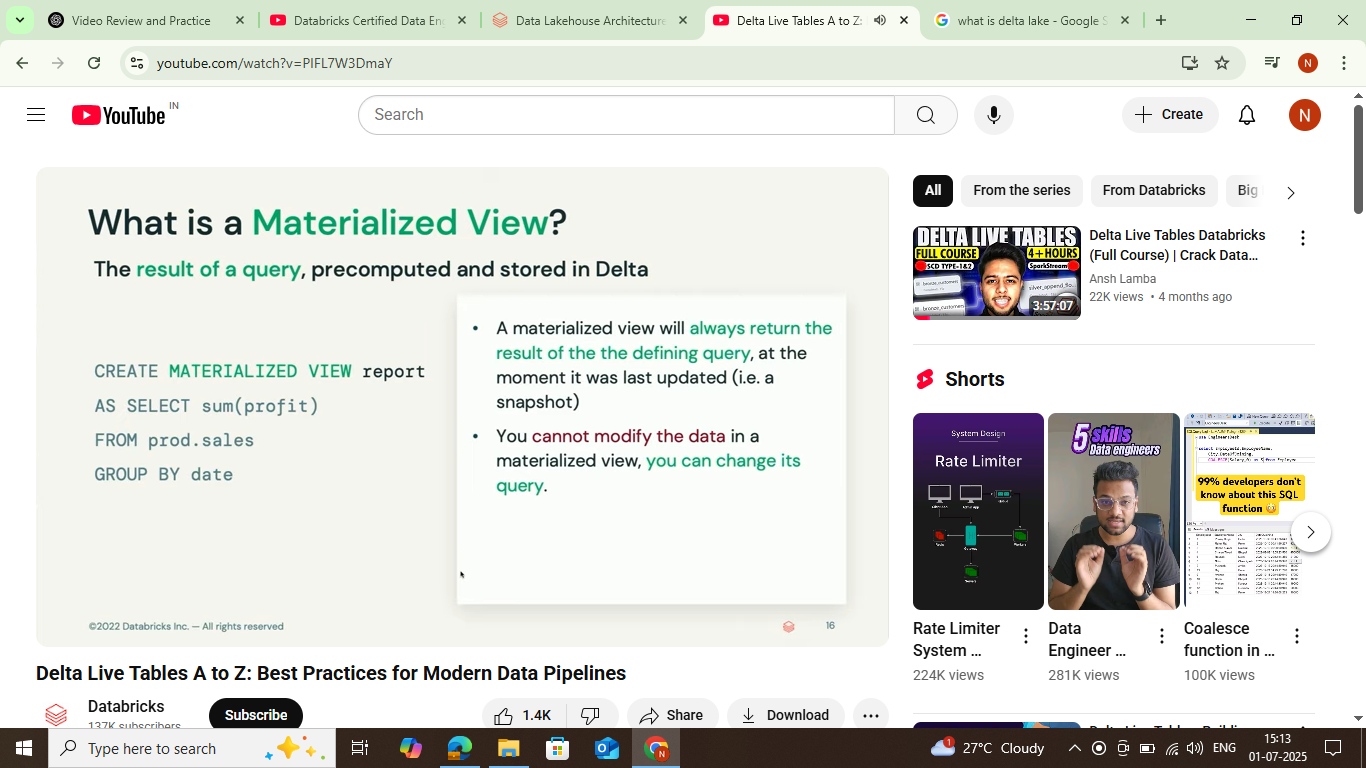 Video Review and Practice
Databricks Certified Data En
Data Lakehouse Architecture
Delta Live Tables A to Z:
what is delta lake - Google S
youtube.com/watch?v=PIFL7W3DmaY
N
YouTube IN
Search
Create
N
What is a Materialized View?
The result of a query, precomputed and stored in Delta
CREATE MATERIALIZED VIEW report
AS SELECT sum(profit)
FROM prod.sales
GROUP BY date
• A materialized view will always return the
result of the the defining query, at the
moment it was last updated (i.e. a
snapshot)
• You cannot modify the data in a
materialized view, you can change its
query.
©2022 Databricks Inc. — All rights reserved
16
Delta Live Tables A to Z: Best Practices for Modern Data Pipelines
Databricks
137K subscribers
Subscribe
1.4K
Share
Download
All
From the series
From Databricks
Big
DELTA LIVE TABLES
FULL COURSE
4+HOURS
SCD TYPE-1&2
SparkStream
3:57:07
Delta Live Tables Databricks
(Full Course) | Crack Data...
Ansh Lamba
22K views • 4 months ago
Shorts
System Design
Rate Limiter
5 skills
Data engineers
99% developers don't
know about this SQL
function
Rate Limiter
System ...
224K views
Data
Engineer ...
281K views
Coalesce
function in ...
100K views
Type here to search
1
27°C Cloudy
ENG
15:13
01-07-2025